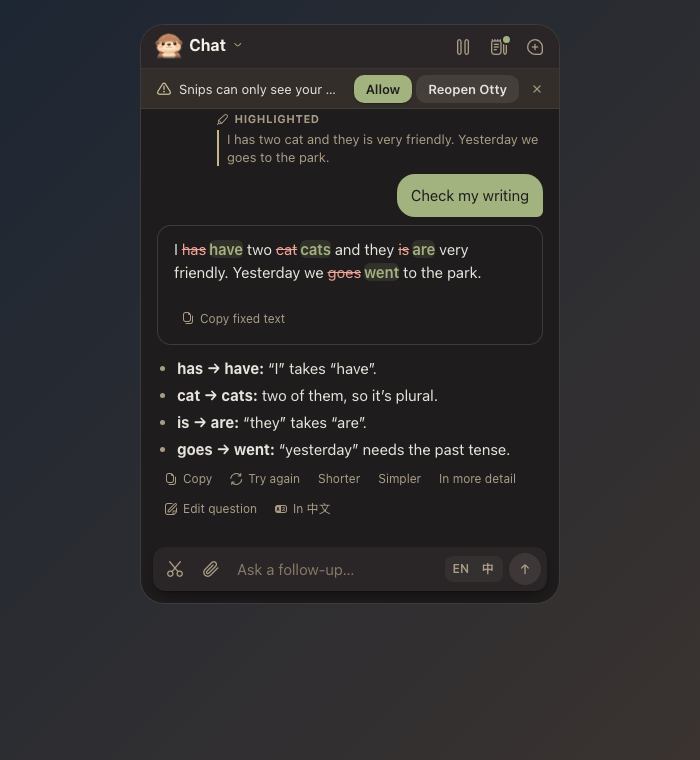 Chat
Snips can only see your ...
Allow
Reopen Otty
HIGHLIGHTED
I has two cat and they is very friendly. Yesterday we
goes to the park.
Check my writing
I has have two cat cats and they is are very
friendly. Yesterday we goes went to the park.
Copy fixed text
has → have: “I” takes “have”.
cat → cats: two of them, so it’s plural.
is → are: “they” takes “are”.
goes → went: “yesterday” needs the past tense.
Copy
Try again
Shorter
Simpler
In more detail
Edit question
In 中文
Ask a follow-up...
EN 中